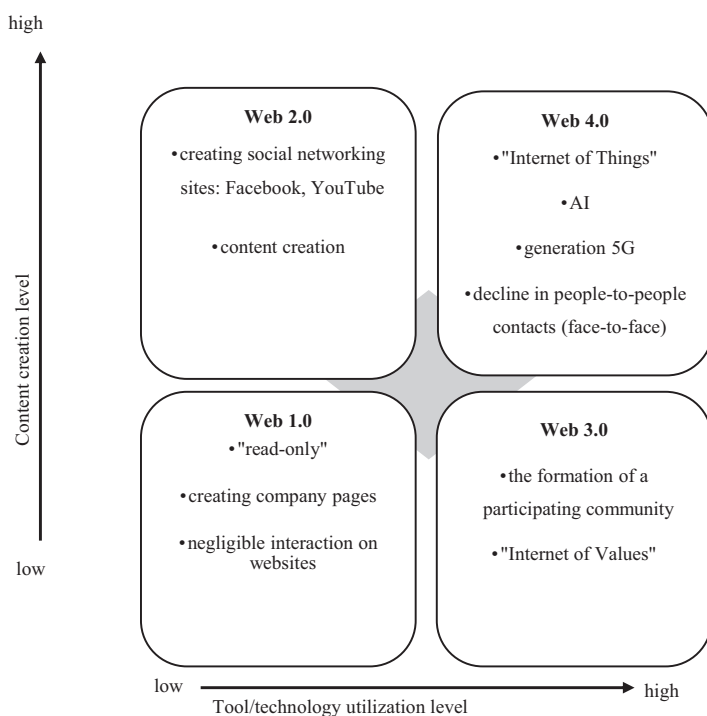 high
Web 2.0
•creating social networking
sites: Facebook, YouTube
•content creation
Web 4.0
•"Internet of Things"
•AI
•generation 5G
•decline in people-to-people
contacts (face-to-face)
Content creation level
Web 1.0
•"read-only"
•creating company pages
•negligible interaction on
websites
Web 3.0
•the formation of a
participating community
•"Internet of Values"
low
low
high
Tool/technology utilization level